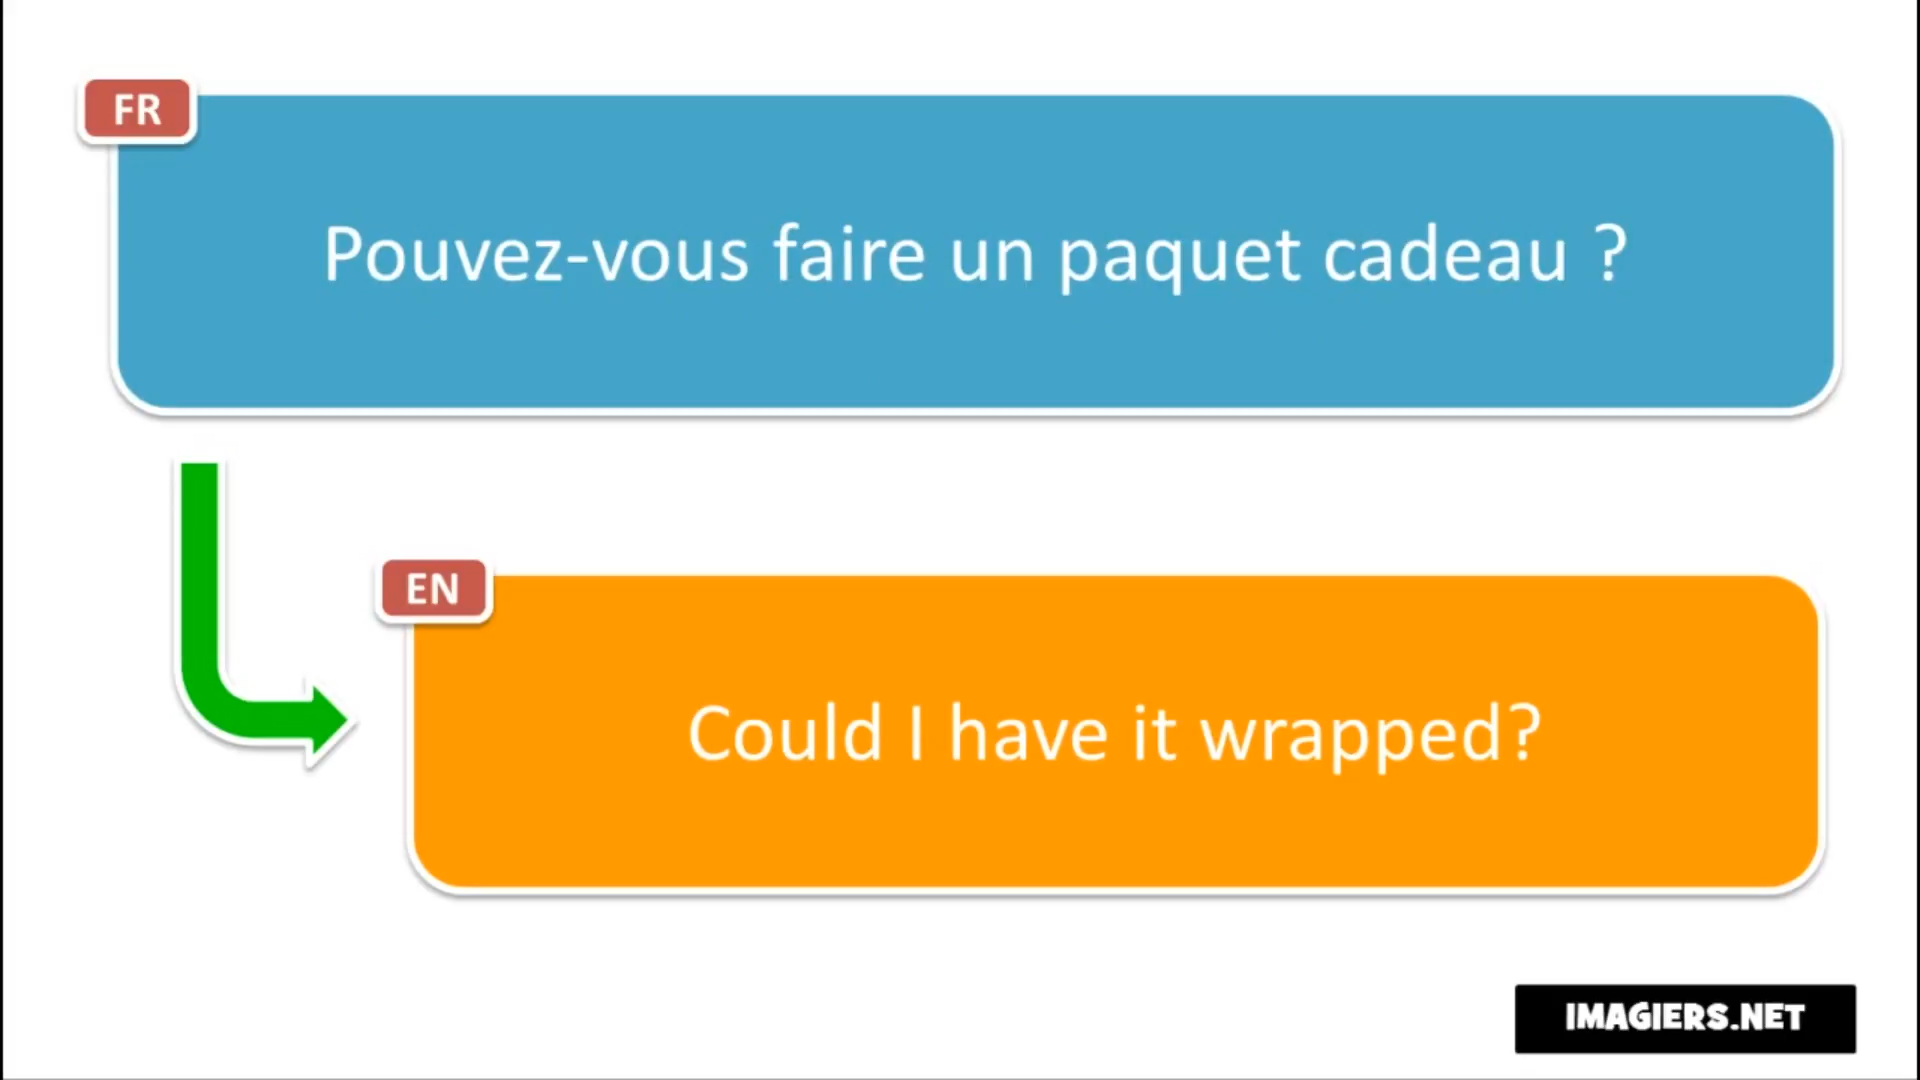 FR
Pouvez-vous faire un paquet cadeau ?
EN
Could I have it wrapped?
IMAGIERS.NET